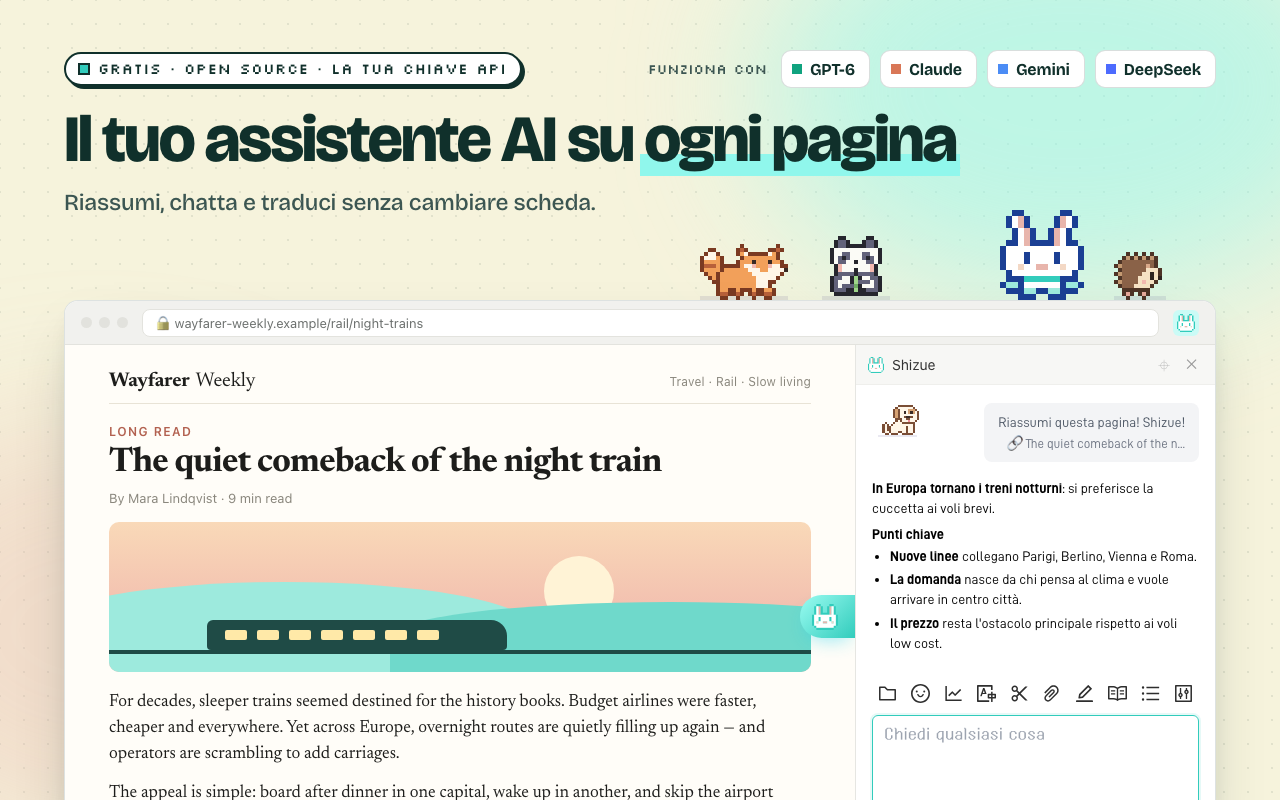 GRATIS · OPEN SOURCE · LA TUA CHIAVE API
FUNZIONA CON
GPT-6
Claude
Gemini
DeepSeek
Il tuo assistente AI su ogni pagina
Riassumi, chatta e traduci senza cambiare scheda.
wayfarer-weekly.example/rail/night-trains
Wayfarer Weekly
Travel · Rail · Slow living
LONG READ
The quiet comeback of the night train
By Mara Lindqvist · 9 min read
For decades, sleeper trains seemed destined for the history books. Budget airlines were faster,
cheaper and everywhere. Yet across Europe, overnight routes are quietly filling up again — and
operators are scrambling to add carriages.
The appeal is simple: board after dinner in one capital, wake up in another, and skip the airport
Shizue
Riassumi questa pagina! Shizue!
The quiet comeback of the n...
In Europa tornano i treni notturni: si preferisce la
cuccetta ai voli brevi.
Punti chiave
• Nuove linee collegano Parigi, Berlino, Vienna e Roma.
• La domanda nasce da chi pensa al clima e vuole
arrivare in centro città.
• Il prezzo resta l'ostacolo principale rispetto ai voli
low cost.
Chiedi qualsiasi cosa